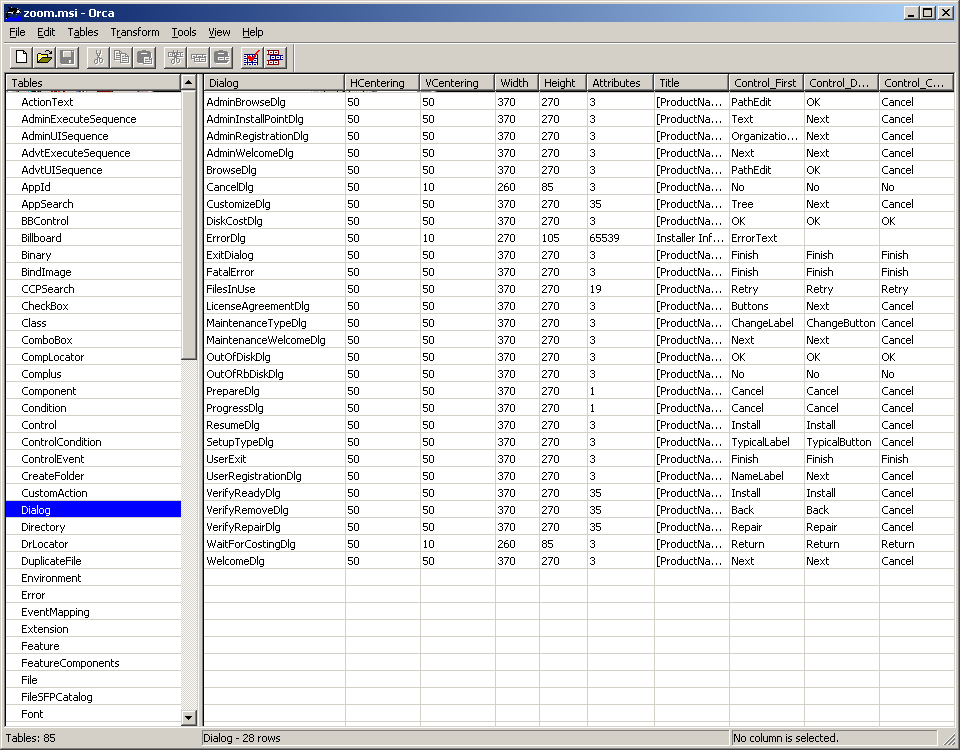 zoom.msi - Orca
File Edit Tables Transform Tools View Help
Tables
ActionText
AdminExecuteSequence
AdminUISequence
AdvtExecuteSequence
AdvtUISequence
AppId
AppSearch
BBControl
Billboard
Binary
BindImage
CCPSearch
CheckBox
Class
ComboBox
CompLocator
Complus
Component
Condition
Control
ControlCondition
ControlEvent
CreateFolder
CustomAction
Dialog
Directory
DrLocator
DuplicateFile
Environment
Error
EventMapping
Extension
Feature
FeatureComponents
File
FileSFPCatalog
Font
Dialog HCentering VCentering Width Height Attributes Title Control_First Control_D... Control_C...
AdminBrowseDlg 50 50 370 270 3 [ProductNa... PathEdit OK Cancel
AdminInstallPointDlg 50 50 370 270 3 [ProductNa... Text Next Cancel
AdminRegistrationDlg 50 50 370 270 3 [ProductNa... Organizatio... Next Cancel
AdminWelcomeDlg 50 50 370 270 3 [ProductNa... Next Next Cancel
BrowseDlg 50 50 370 270 3 [ProductNa... PathEdit OK Cancel
CancelDlg 50 10 260 85 3 [ProductNa... No No No
CustomizeDlg 50 50 370 270 35 [ProductNa... Tree Next Cancel
DiskCostDlg 50 50 370 270 3 [ProductNa... OK OK OK
ErrorDlg 50 10 270 105 65539 Installer Inf... ErrorText
ExitDialog 50 50 370 270 3 [ProductNa... Finish Finish Finish
FatalError 50 50 370 270 3 [ProductNa... Finish Finish Finish
FilesInUse 50 50 370 270 19 [ProductNa... Retry Retry Retry
LicenseAgreementDlg 50 50 370 270 3 [ProductNa... Buttons Next Cancel
MaintenanceTypeDlg 50 50 370 270 3 [ProductNa... ChangeLabel ChangeButton Cancel
MaintenanceWelcomeDlg 50 50 370 270 3 [ProductNa... Next Next Cancel
OutOfDiskDlg 50 50 370 270 3 [ProductNa... OK OK OK
OutOfRbDiskDlg 50 50 370 270 3 [ProductNa... No No No
PrepareDlg 50 50 370 270 1 [ProductNa... Cancel Cancel Cancel
ProgressDlg 50 50 370 270 1 [ProductNa... Cancel Cancel Cancel
ResumeDlg 50 50 370 270 3 [ProductNa... Install Install Cancel
SetupTypeDlg 50 50 370 270 3 [ProductNa... TypicalLabel TypicalButton Cancel
UserExit 50 50 370 270 3 [ProductNa... Finish Finish Finish
UserRegistrationDlg 50 50 370 270 3 [ProductNa... NameLabel Next Cancel
VerifyReadyDlg 50 50 370 270 35 [ProductNa... Install Install Cancel
VerifyRemoveDlg 50 50 370 270 35 [ProductNa... Back Back Cancel
VerifyRepairDlg 50 50 370 270 35 [ProductNa... Repair Repair Cancel
WaitForCostingDlg 50 10 260 85 3 [ProductNa... Return Return Return
WelcomeDlg 50 50 370 270 3 [ProductNa... Next Next Cancel
Tables: 85 Dialog - 28 rows No column is selected.